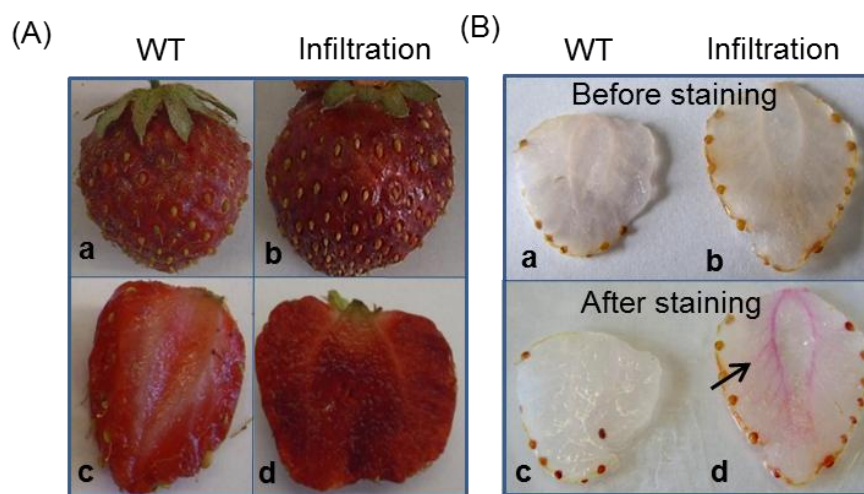 (A)
WT Infiltration
a b
c d
(B)
WT Infiltration
Before staining
a b
After staining
c d